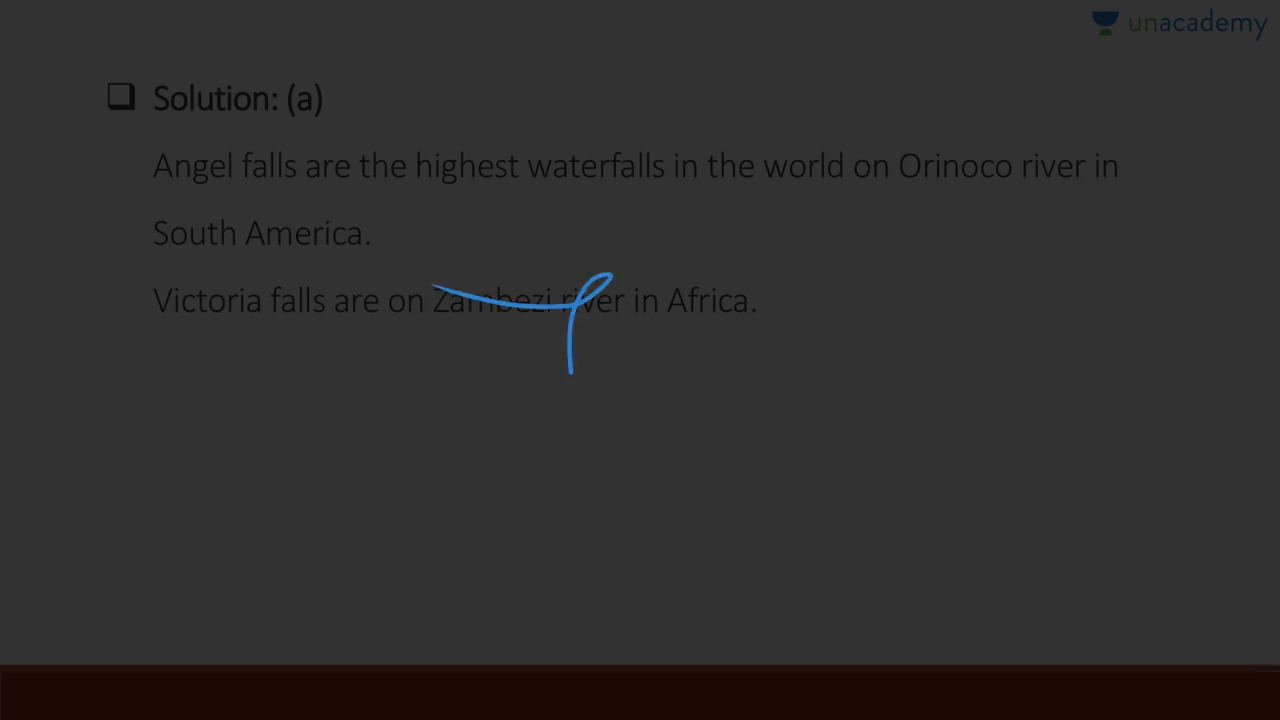 unacademy
Solution: (a)
Angel falls are the highest waterfalls in the world on Orinoco river in
South America.
Victoria falls are on Zambezi river in Africa.